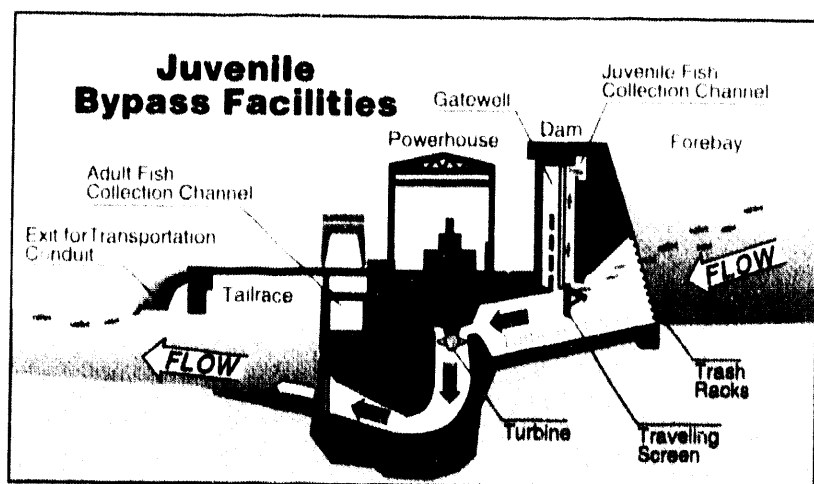 Juvenile
Bypass Facilities
Juvenile Fish
Collection Channel
Gatewell
Dam
Powerhouse
Forebay
Adult Fish
Collection Channel
Exit for Transportation
Conduit
Tailrace
FLOW
FLOW
Trash
Racks
Turbine
Traveling
Screen